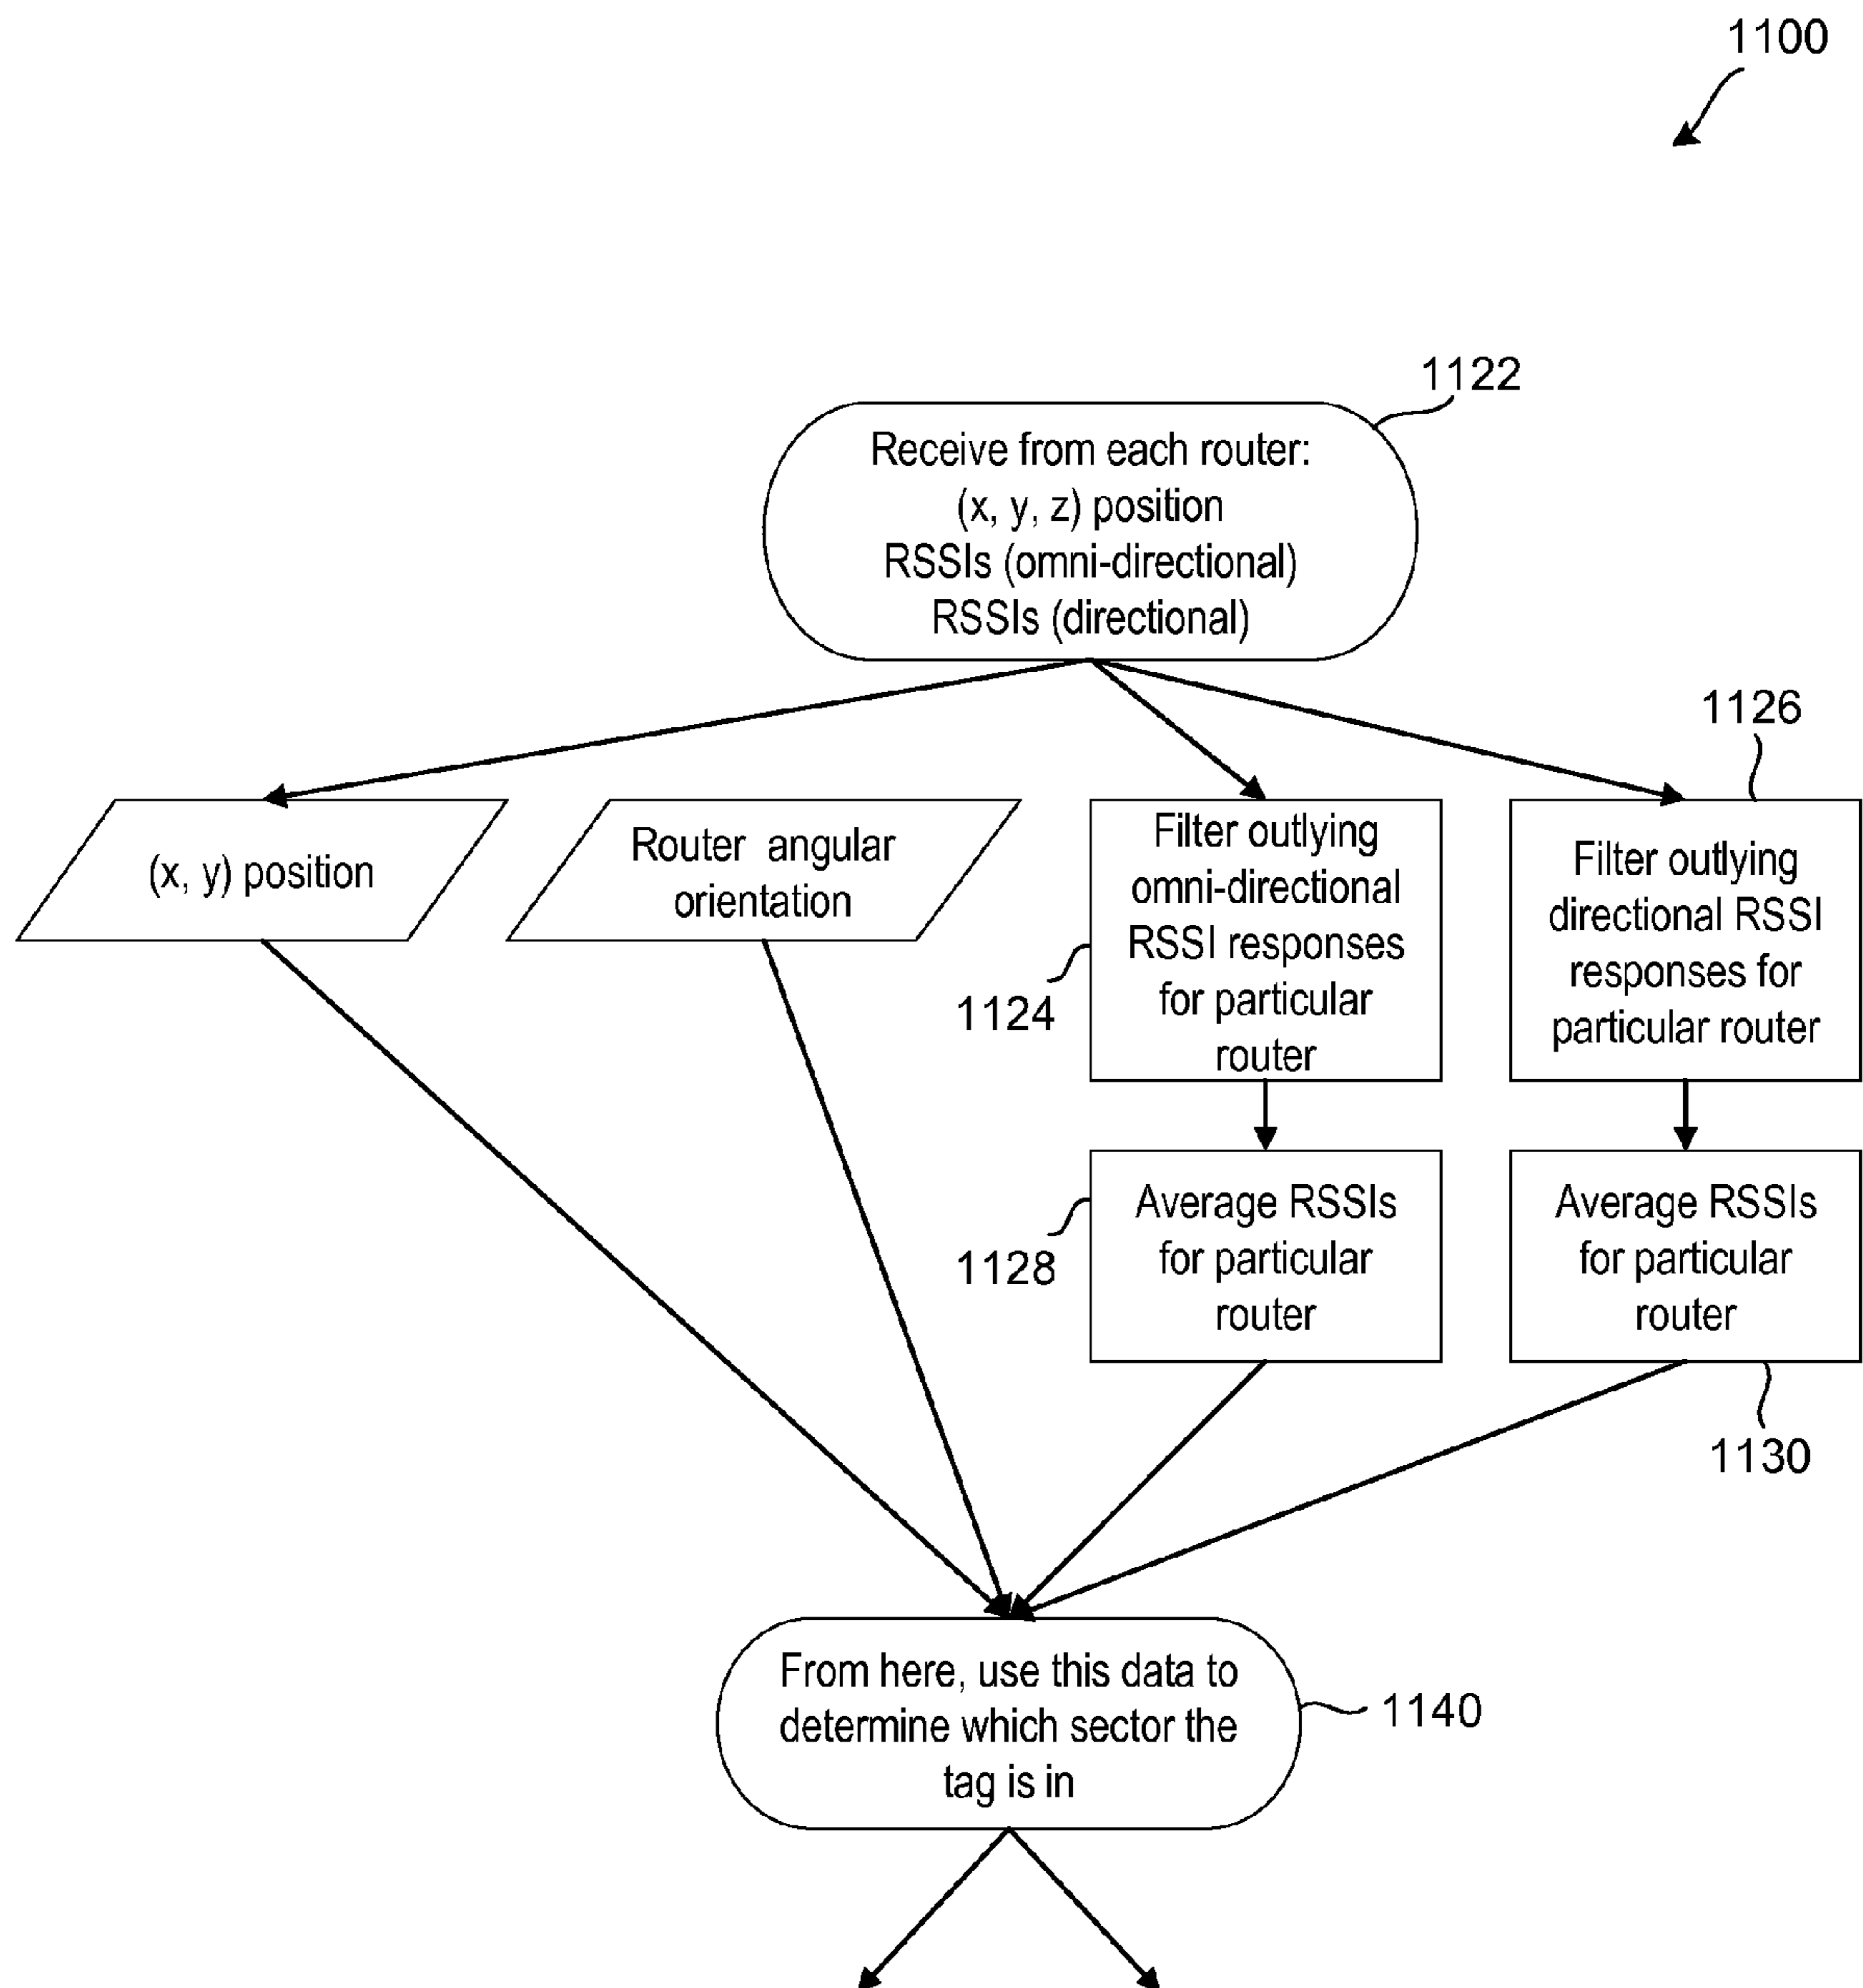 1100
1122
Receive from each router:
(x, y, z) position
RSSIs (omni-directional)
RSSIs (directional)
1126
(x, y) position
Router angular
orientation
Filter outlying
omni-directional
RSSI responses
for particular
router
Filter outlying
directional RSSI
responses for
particular router
1124
Average RSSIs
for particular
router
Average RSSIs
for particular
router
1128
1130
From here, use this data to
determine which sector the
tag is in
1140